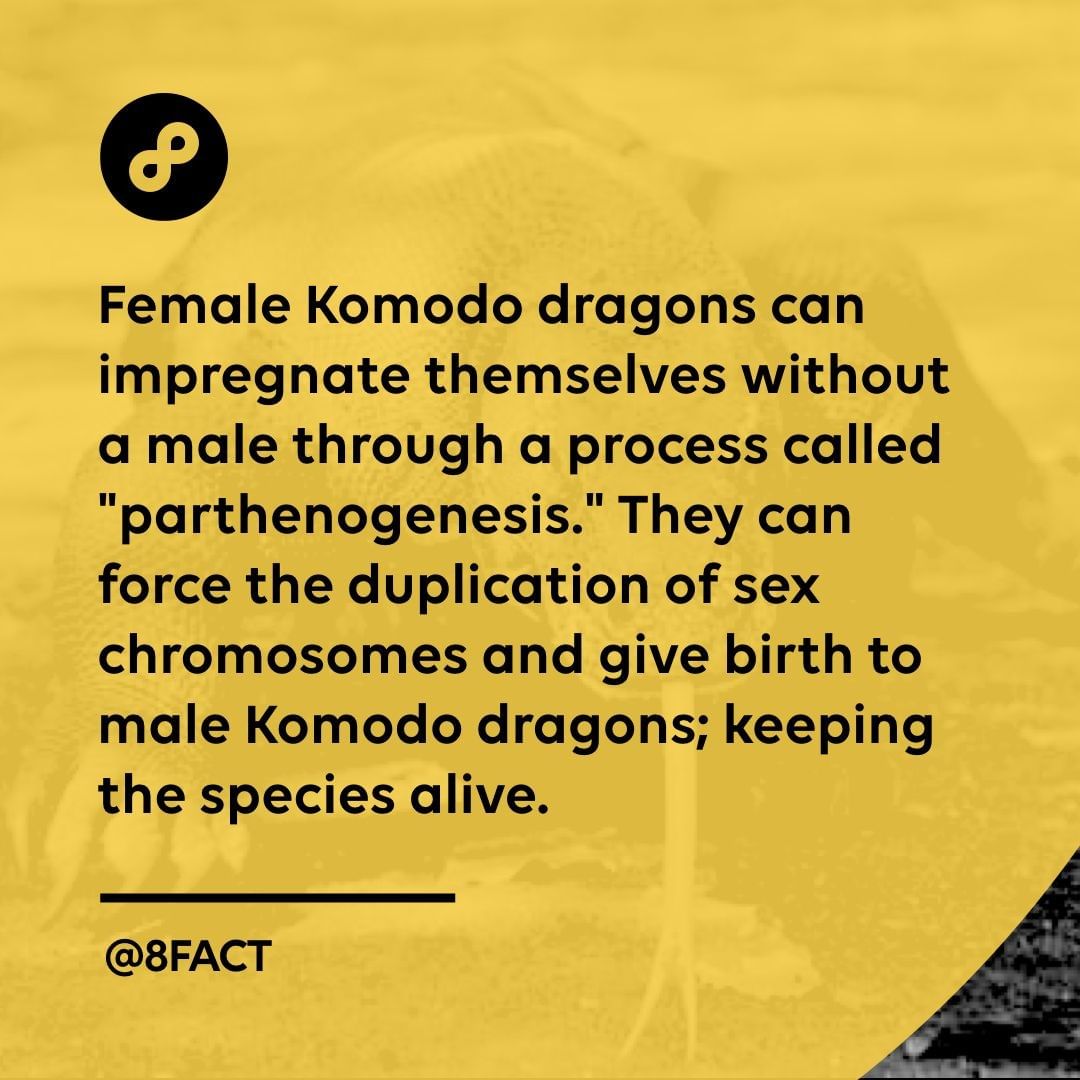 Female Komodo dragons can
impregnate themselves without
a male through a process called
"parthenogenesis." They can
force the duplication of sex
chromosomes and give birth to
male Komodo dragons; keeping
the species alive.
@8FACT